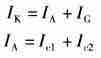 I_K = I_A + I_G
I_A = I_c1 + I_c2